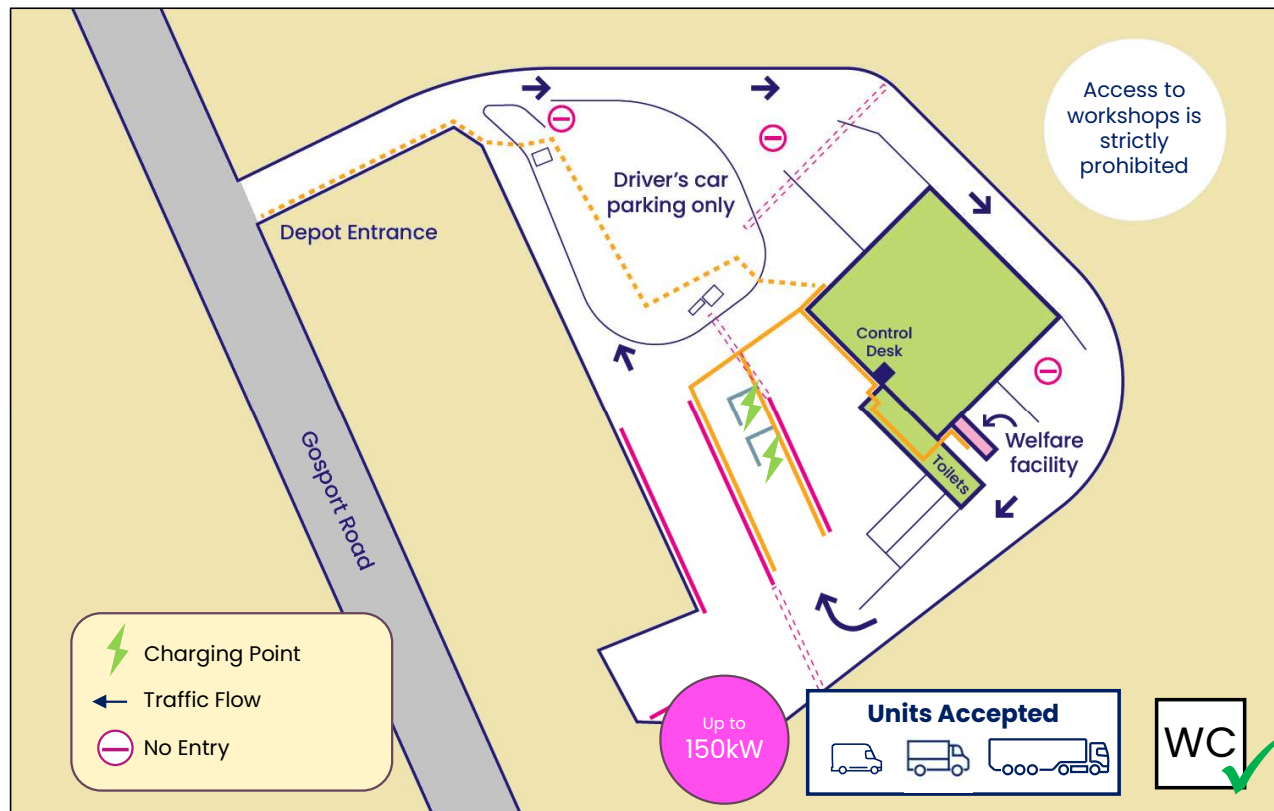 Access to
workshops is
strictly
prohibited
Driver's car
parking only
Depot Entrance
Control
Desk
Welfare
facility
Toilets
Gosport Road
Charging Point
Traffic Flow
No Entry
Up to
150kW
Units Accepted
WC